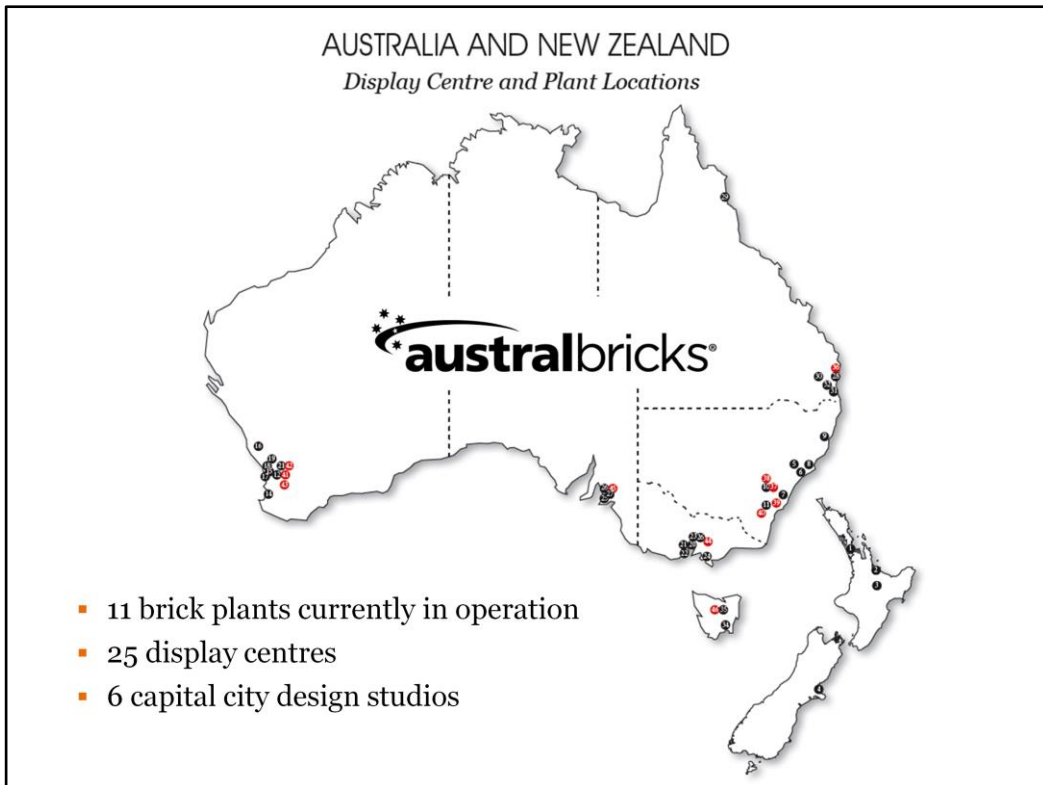 AUSTRALIA AND NEW ZEALAND
Display Centre and Plant Locations
australbricks®
▪ 11 brick plants currently in operation
▪ 25 display centres
▪ 6 capital city design studios